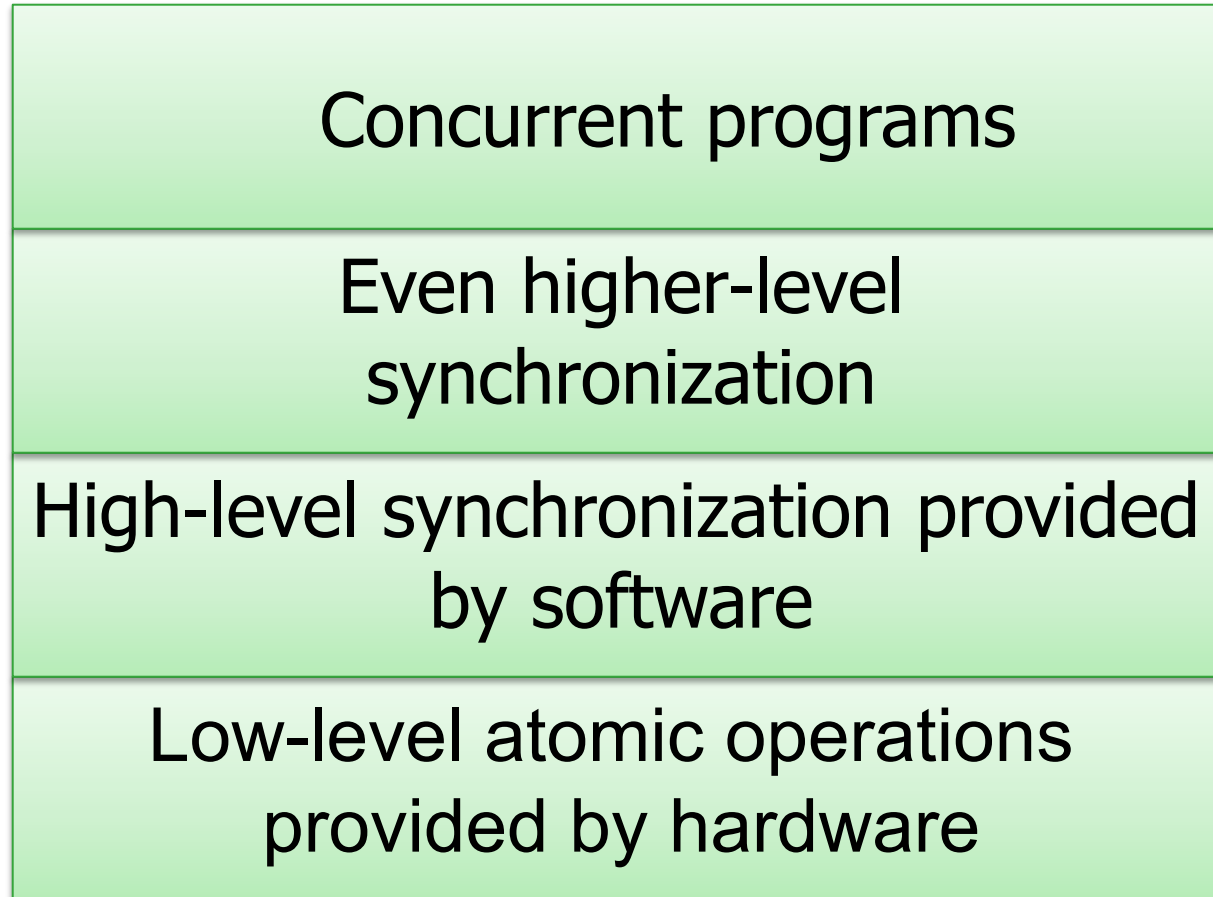 Concurrent programs
Even higher-level
synchronization
High-level synchronization provided
by software
Low-level atomic operations
provided by hardware